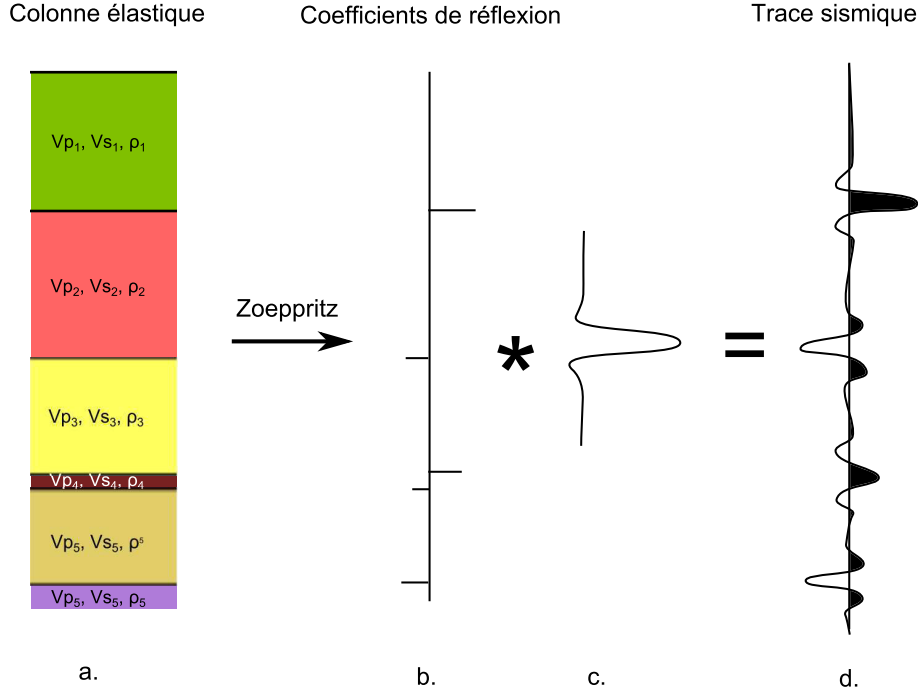 Colonne élastique
Coefficients de réflexion
Trace sismique
Vp₁, Vs₁, ρ₁
Vp₂, Vs₂, ρ₂
Zoeppritz
* =
Vp₃, Vs₃, ρ₃
Vp₄, Vs₄, ρ₄
Vp₅, Vs₅, ρ⁵
Vp₅, Vs₅, ρ₅
a.
b.
c.
d.